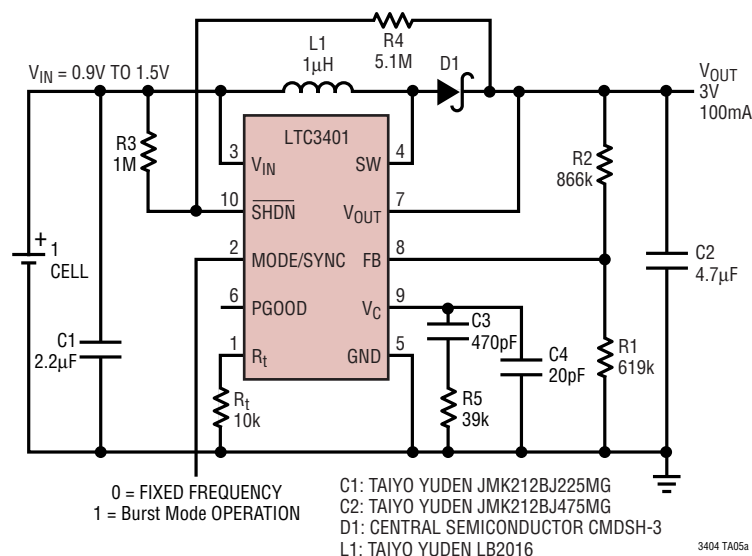 R4
5.1M
L1
1µH
D1
V_IN = 0.9V TO 1.5V
V_OUT
3V
100mA
R3
1M
LTC3401
3
V_IN
SW
4
R2
866k
10
SHDN
V_OUT
7
+
1
CELL
2
MODE/SYNC
FB
8
C2
4.7µF
6
PGOOD
V_C
9
C1
2.2µF
1
R_t
GND
5
C3
470pF
C4
20pF
R1
619k
R_t
10k
R5
39k
0 = FIXED FREQUENCY
1 = Burst Mode OPERATION
C1: TAIYO YUDEN JMK212BJ225MG
C2: TAIYO YUDEN JMK212BJ475MG
D1: CENTRAL SEMICONDUCTOR CMDSH-3
L1: TAIYO YUDEN LB2016
3404 TA05a